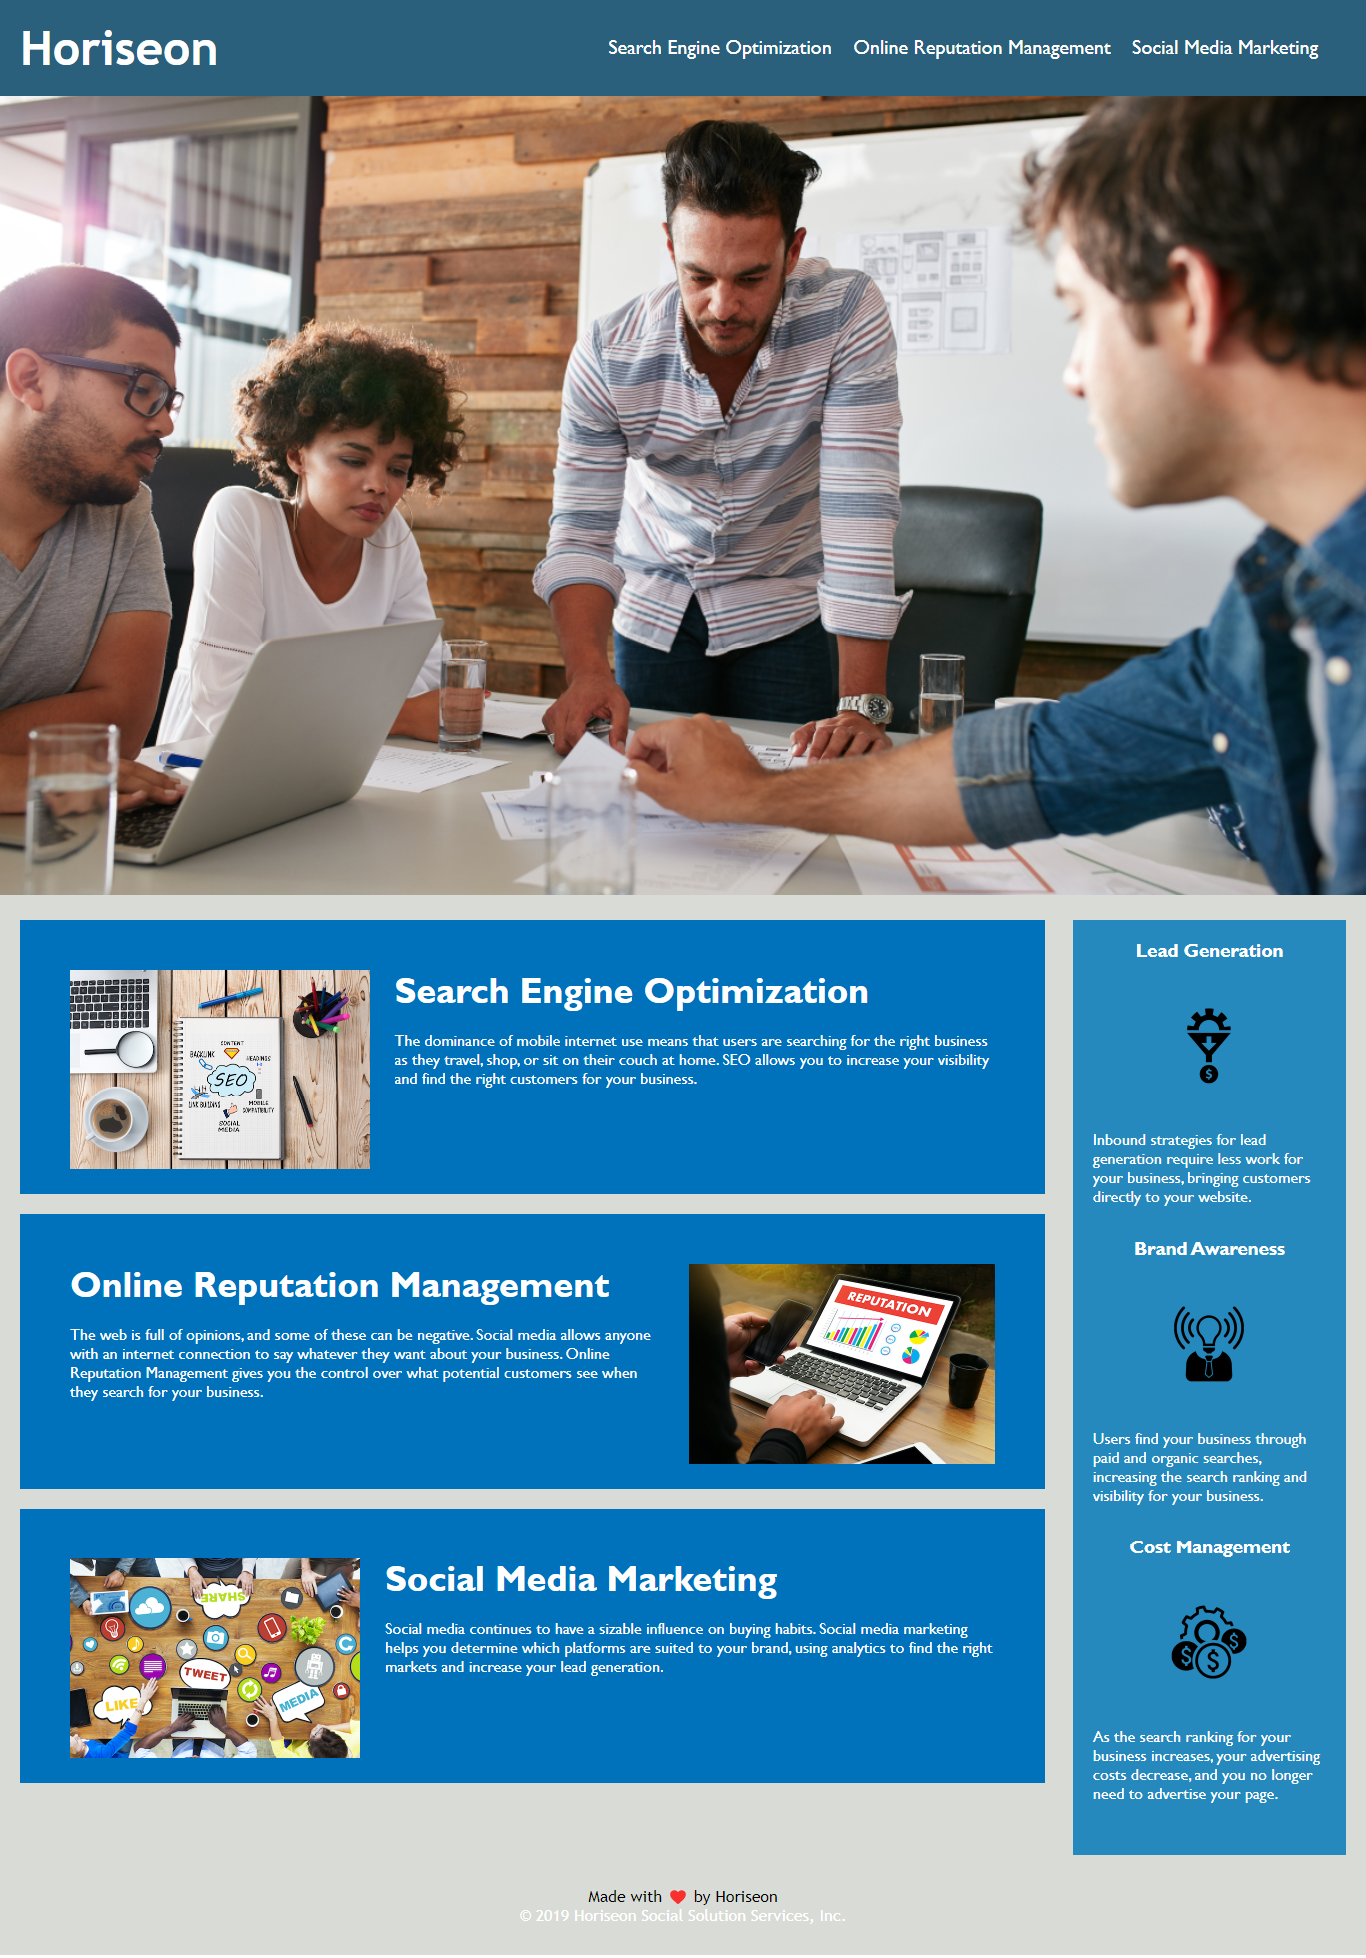 Horiseon
Search Engine Optimization
Online Reputation Management
Social Media Marketing
CONTENT
BACKLINK
HEADINGS
SEO
LINK BUILDING
MOBILE
COMPATIBILITY
SOCIAL
MEDIA
Search Engine Optimization
The dominance of mobile internet use means that users are searching for the right business
as they travel, shop, or sit on their couch at home. SEO allows you to increase your visibility
and find the right customers for your business.
Online Reputation Management
The web is full of opinions, and some of these can be negative. Social media allows anyone
with an internet connection to say whatever they want about your business. Online
Reputation Management gives you the control over what potential customers see when
they search for your business.
REPUTATION
SHARE
TWEET
LIKE
MEDIA
Social Media Marketing
Social media continues to have a sizable influence on buying habits. Social media marketing
helps you determine which platforms are suited to your brand, using analytics to find the right
markets and increase your lead generation.
Lead Generation
$
Inbound strategies for lead
generation require less work for
your business, bringing customers
directly to your website.
Brand Awareness
Users find your business through
paid and organic searches,
increasing the search ranking and
visibility for your business.
Cost Management
$ $ $
As the search ranking for your
business increases, your advertising
costs decrease, and you no longer
need to advertise your page.
Made with ❤️ by Horiseon
© 2019 Horiseon Social Solution Services, Inc.